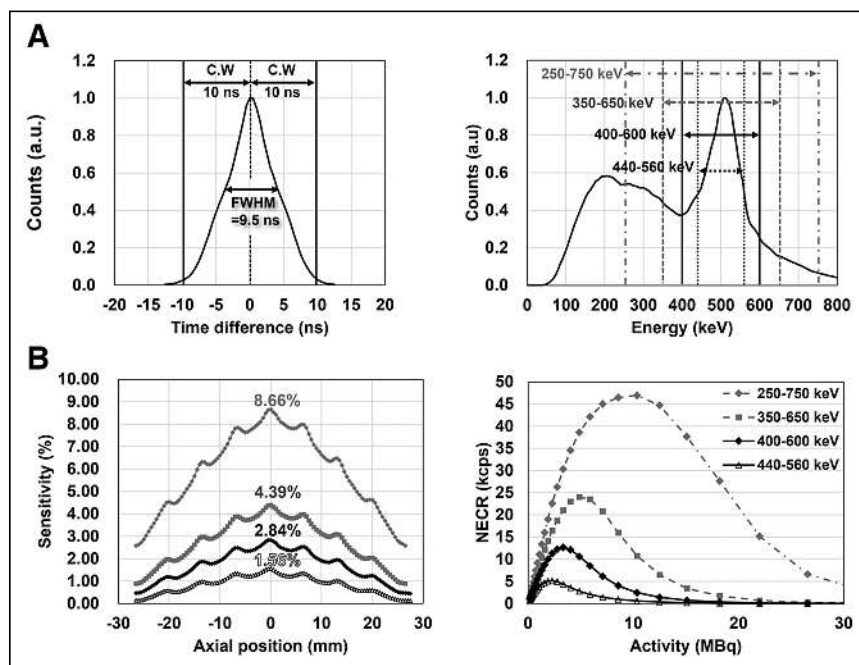 A
1.2
1.0
0.8
0.6
0.4
0.2
0.0
Counts (a.u.)
C.W
10 ns
C.W
10 ns
FWHM
=9.5 ns
-20 -15 -10 -5 0 5 10 15 20
Time difference (ns)
1.2
1.0
0.8
0.6
0.4
0.2
0.0
Counts (a.u)
250-750 keV
350-650 keV
400-600 keV
440-560 keV
0 100 200 300 400 500 600 700 800
Energy (keV)
B
10.00
9.00
8.00
7.00
6.00
5.00
4.00
3.00
2.00
1.00
0.00
Sensitivity (%)
8.66%
4.39%
2.84%
1.56%
-30 -20 -10 0 10 20 30
Axial position (mm)
50
45
40
35
30
25
20
15
10
5
0
NECR (kcps)
250-750 keV
350-650 keV
400-600 keV
440-560 keV
0 10 20 30
Activity (MBq)